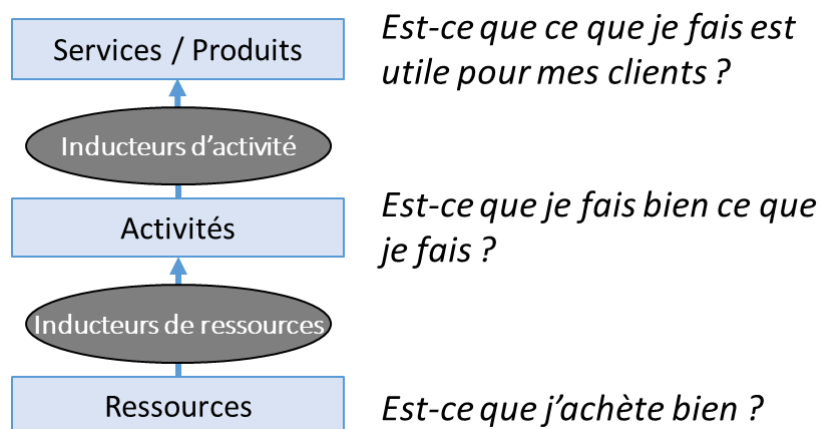 Services / Produits
Est-ce que ce que je fais est
utile pour mes clients ?
Inducteurs d'activité
Activités
Est-ce que je fais bien ce que
je fais ?
Inducteurs de ressources
Ressources
Est-ce que j'achète bien ?